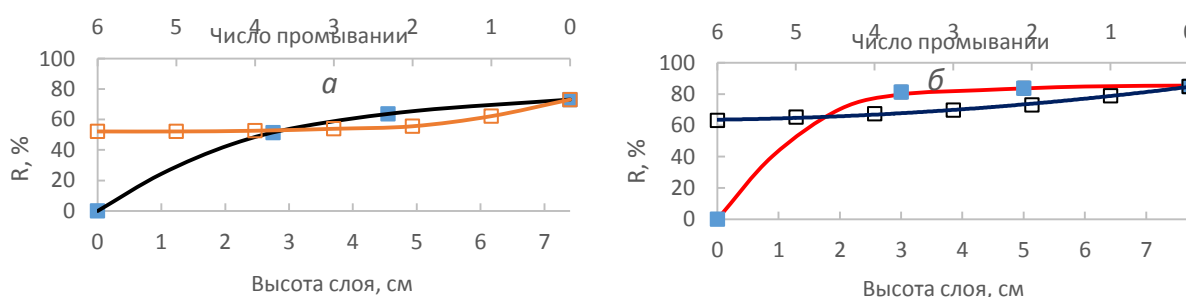 6 5 4 3 2 1 0
Число промывании
а
100
80
60
40
20
0
R, %
0 1 2 3 4 5 6 7
Высота слоя, см
6 5 4 3 2 1
Число промывании
б
100
80
60
40
20
0
R, %
0 1 2 3 4 5 6 7
Высота слоя, см